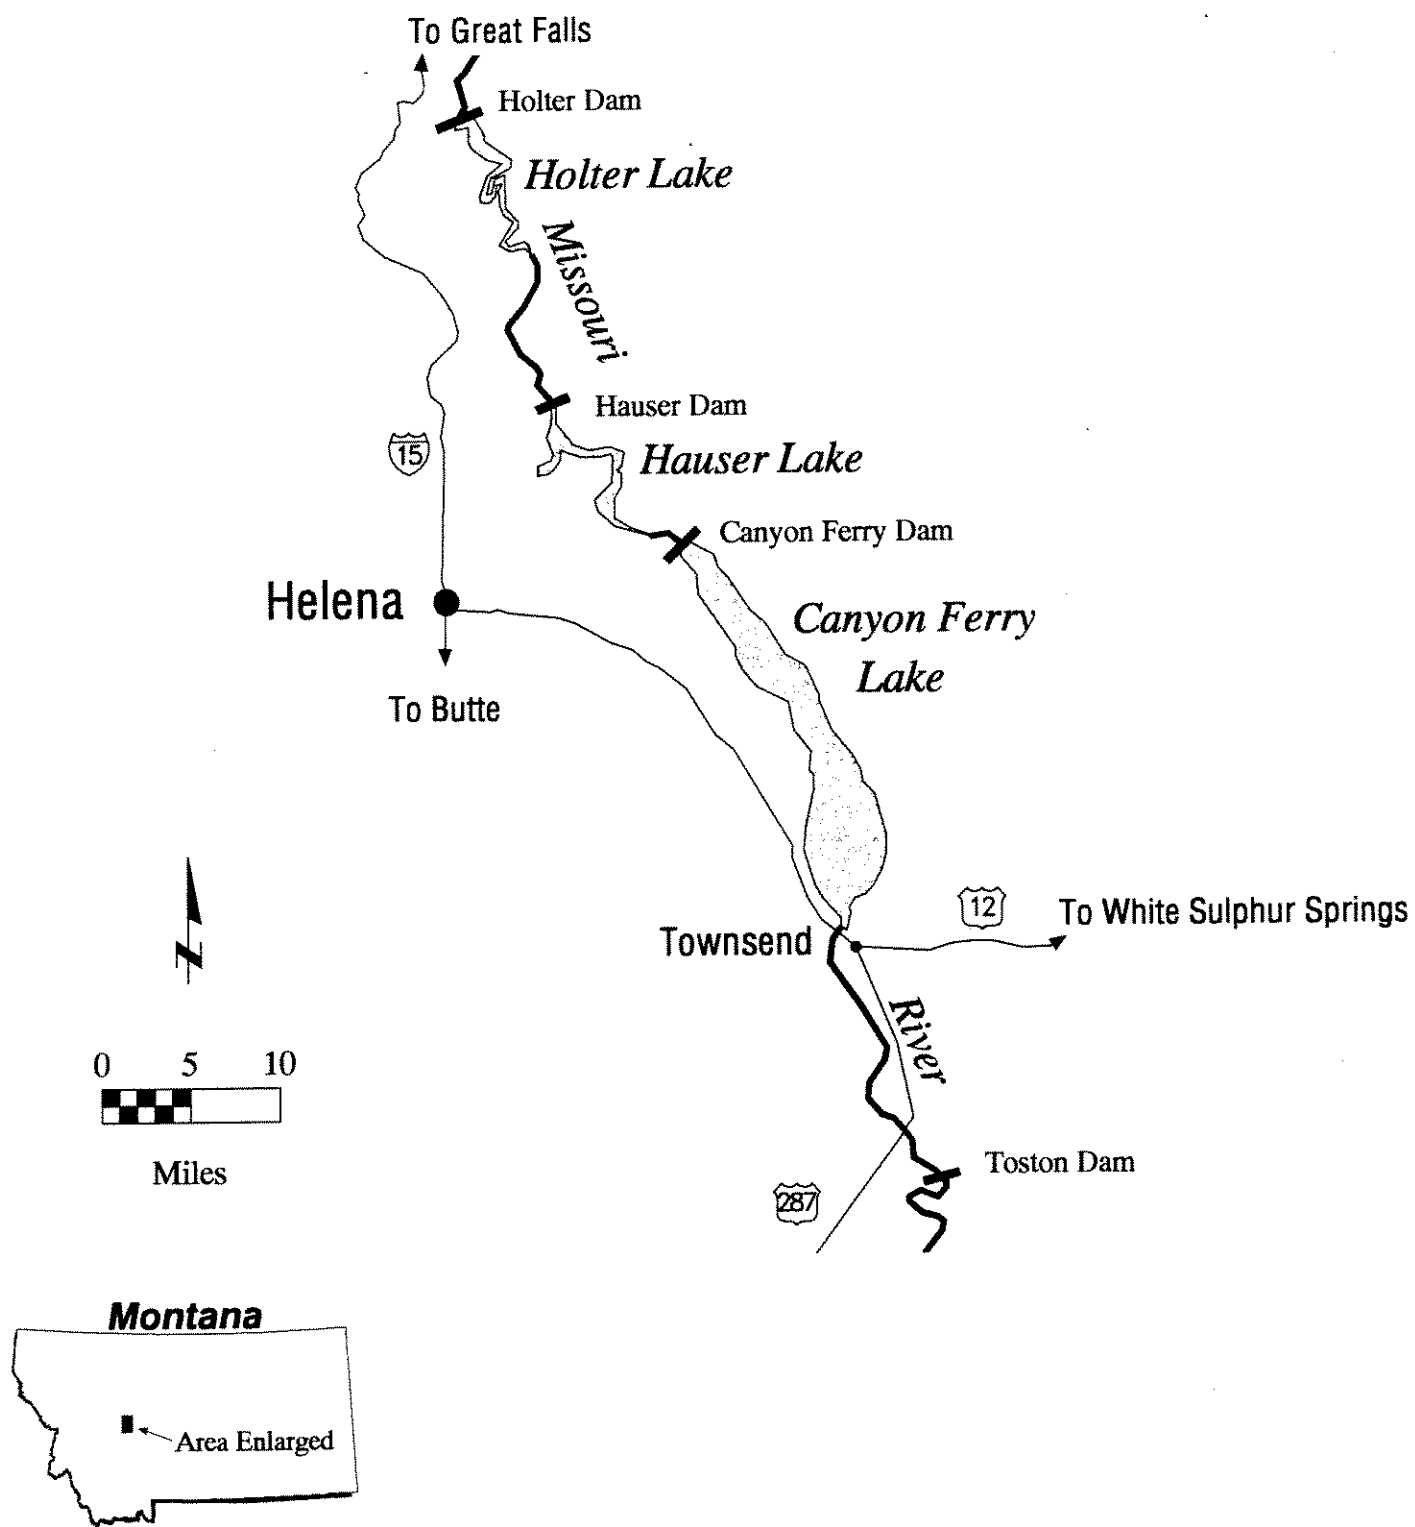 To Great Falls
Holter Dam
Holter Lake
Missouri
Hauser Dam
15
Hauser Lake
Canyon Ferry Dam
Helena
Canyon Ferry
Lake
To Butte
12
To White Sulphur Springs
Townsend
River
N
0 5 10
Miles
Toston Dam
287
Montana
Area Enlarged